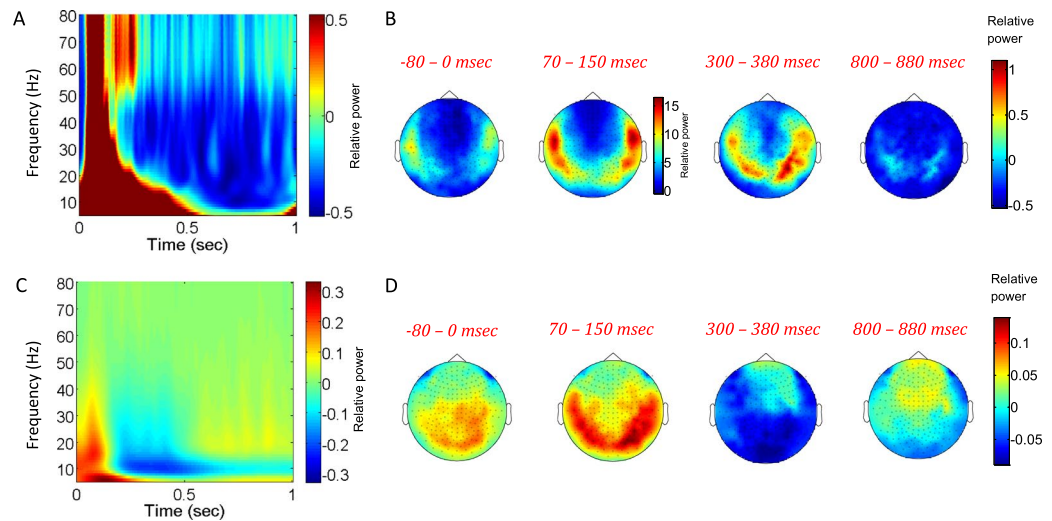 A
80
70
60
50
40
30
20
10
Frequency (Hz)
0
0.5
1
Time (sec)
0.5
0
-0.5
Relative power
B
-80 – 0 msec
70 – 150 msec
300 – 380 msec
800 – 880 msec
15
10
5
0
Relative power
Relative
power
1
0.5
0
-0.5
C
80
70
60
50
40
30
20
10
Frequency (Hz)
0
0.5
1
Time (sec)
0.3
0.2
0.1
0
-0.1
-0.2
-0.3
Relative power
D
-80 – 0 msec
70 – 150 msec
300 – 380 msec
800 – 880 msec
Relative
power
0.1
0.05
0
-0.05